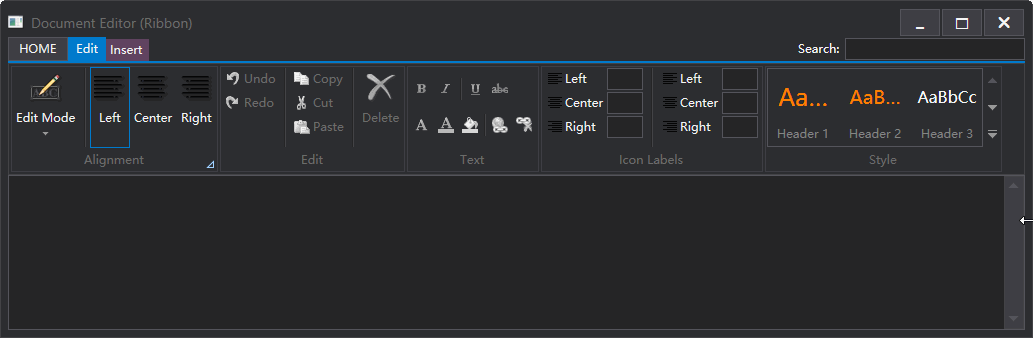 Document Editor (Ribbon)
HOME Edit Insert Search:
Edit Mode
Left Center Right
Alignment
Undo
Redo
Copy
Cut
Paste
Delete
Edit
B I U abc
A A
Text
Left
Center
Right
Left
Center
Right
Icon Labels
Aa... AaB... AaBbCc
Header 1 Header 2 Header 3
Style